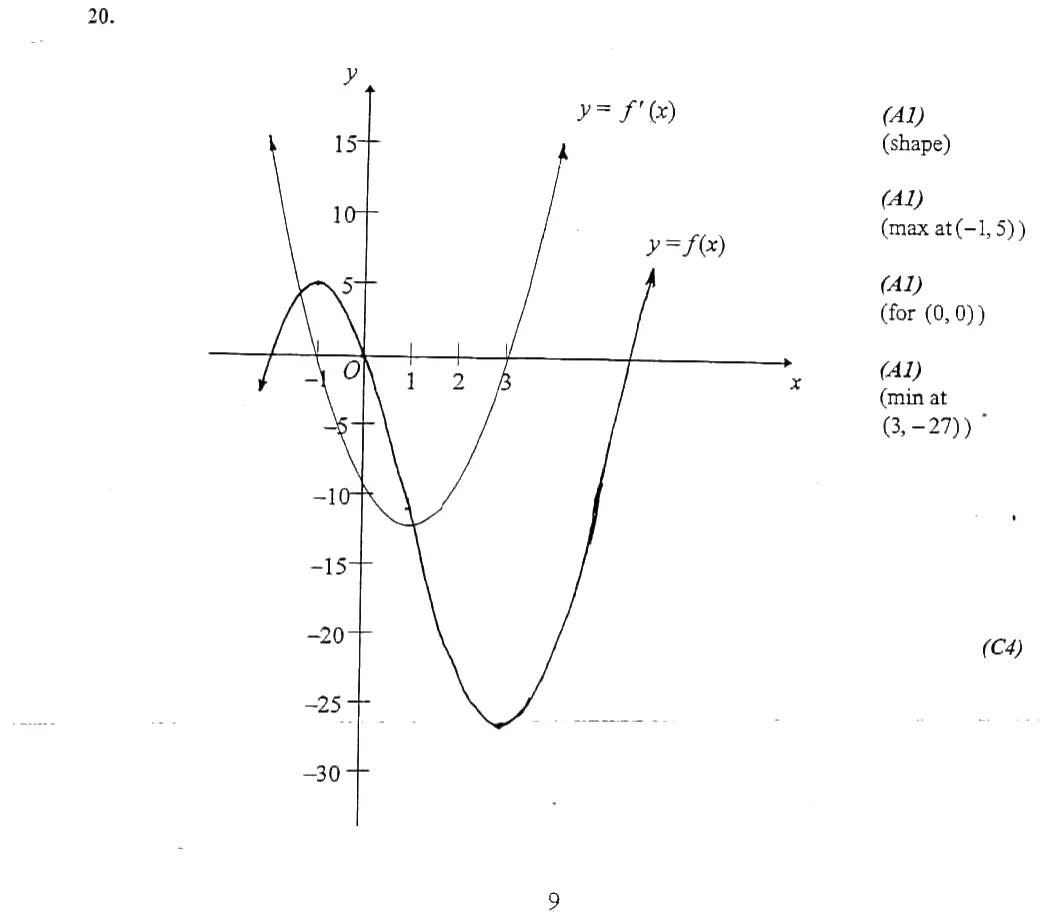 20.
y
y = f'(x)
(A1)
15
(shape)
(A1)
10
(max at (−1, 5))
y = f(x)
5
(A1)
(for (0, 0))
O
−1
1
2
3
x
(A1)
(min at
−5
(3, −27))
−10
−15
−20
(C4)
−25
−30
9